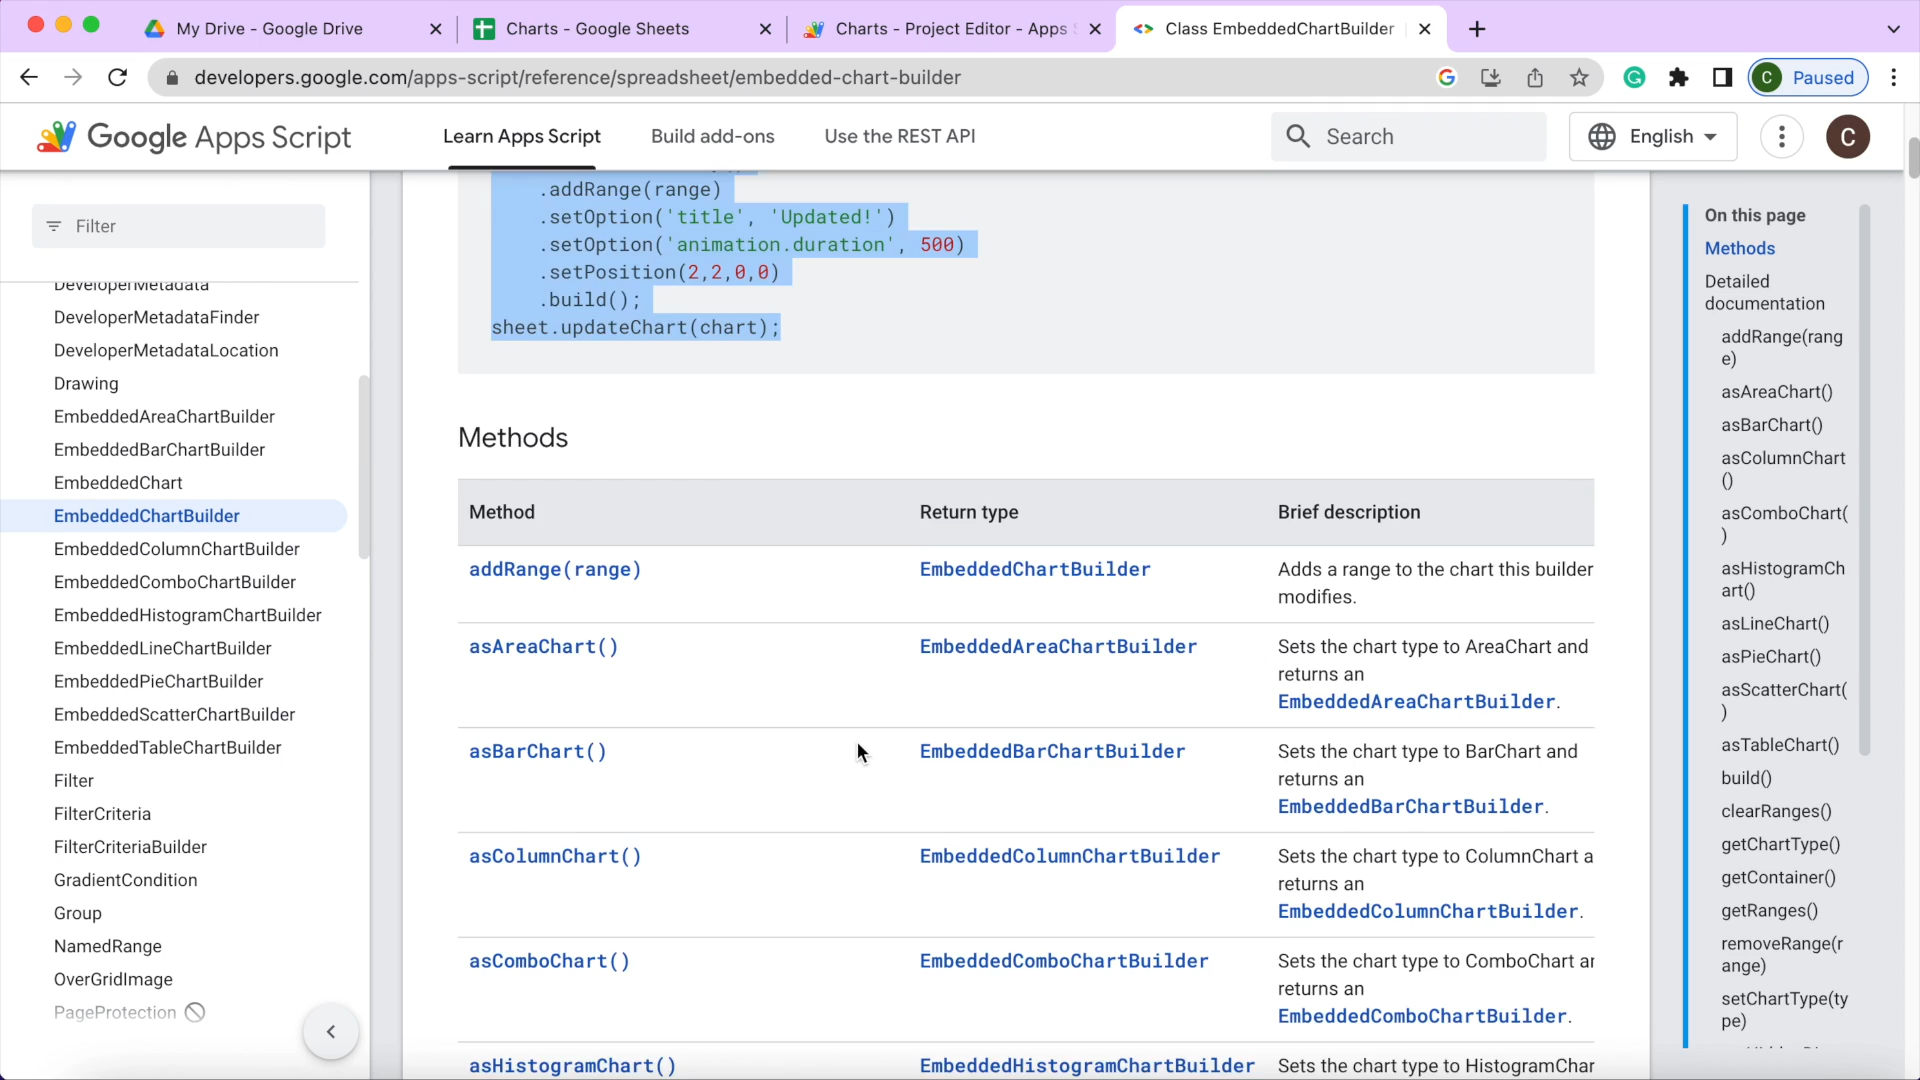 My Drive - Google Drive
Charts - Google Sheets
Charts - Project Editor - Apps
Class EmbeddedChartBuilder
developers.google.com/apps-script/reference/spreadsheet/embedded-chart-builder
G
G
C
Paused
Google Apps Script
Learn Apps Script
Build add-ons
Use the REST API
Search
English
C
Filter
DeveloperMetadata
DeveloperMetadataFinder
DeveloperMetadataLocation
Drawing
EmbeddedAreaChartBuilder
EmbeddedBarChartBuilder
EmbeddedChart
EmbeddedChartBuilder
EmbeddedColumnChartBuilder
EmbeddedComboChartBuilder
EmbeddedHistogramChartBuilder
EmbeddedLineChartBuilder
EmbeddedPieChartBuilder
EmbeddedScatterChartBuilder
EmbeddedTableChartBuilder
Filter
FilterCriteria
FilterCriteriaBuilder
GradientCondition
Group
NamedRange
OverGridImage
PageProtection
.addRange(range)
.setOption('title', 'Updated!')
.setOption('animation.duration', 500)
.setPosition(2,2,0,0)
.build();
sheet.updateChart(chart);
Methods
Method Return type Brief description
addRange(range) EmbeddedChartBuilder Adds a range to the chart this builder
modifies.
asAreaChart() EmbeddedAreaChartBuilder Sets the chart type to AreaChart and
returns an
EmbeddedAreaChartBuilder.
asBarChart() EmbeddedBarChartBuilder Sets the chart type to BarChart and
returns an
EmbeddedBarChartBuilder.
asColumnChart() EmbeddedColumnChartBuilder Sets the chart type to ColumnChart a
returns an
EmbeddedColumnChartBuilder.
asComboChart() EmbeddedComboChartBuilder Sets the chart type to ComboChart ar
returns an
EmbeddedComboChartBuilder.
asHistogramChart() EmbeddedHistogramChartBuilder Sets the chart type to HistogramChar
On this page
Methods
Detailed
documentation
addRange(rang
e)
asAreaChart()
asBarChart()
asColumnChart
()
asComboChart(
)
asHistogramCh
art()
asLineChart()
asPieChart()
asScatterChart(
)
asTableChart()
build()
clearRanges()
getChartType()
getContainer()
getRanges()
removeRange(r
ange)
setChartType(ty
pe)